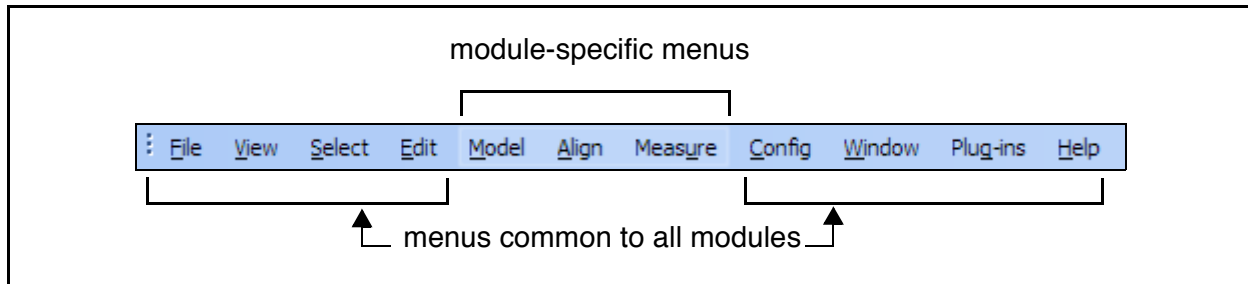 module-specific menus
File View Select Edit Model Align Measure Config Window Plug-ins Help
menus common to all modules